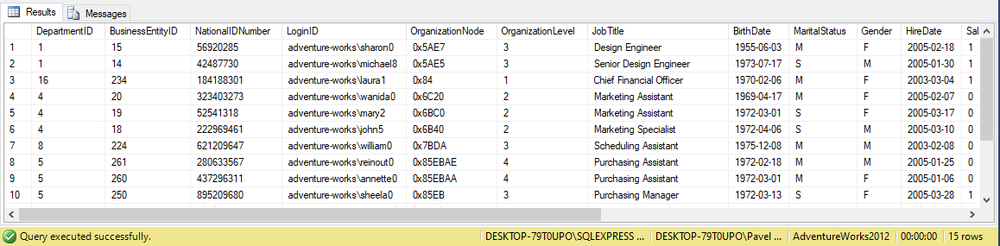 Results Messages
DepartmentID BusinessEntityID NationalIDNumber LoginID OrganizationNode OrganizationLevel JobTitle BirthDate MaritalStatus Gender HireDate Sal
1 1 15 56920285 adventure-works\sharon0 0x5AE7 3 Design Engineer 1955-06-03 M F 2005-02-18 1
2 1 14 42487730 adventure-works\michael8 0x5AE5 3 Senior Design Engineer 1973-07-17 S M 2005-01-30 1
3 16 234 184188301 adventure-works\laura1 0x84 1 Chief Financial Officer 1970-02-06 M F 2003-03-04 1
4 4 20 323403273 adventure-works\wanida0 0x6C20 2 Marketing Assistant 1969-04-17 M F 2005-02-07 0
5 4 19 52541318 adventure-works\mary2 0x6BC0 2 Marketing Assistant 1972-03-01 S F 2005-03-17 0
6 4 18 222969461 adventure-works\john5 0x6B40 2 Marketing Specialist 1972-04-06 S M 2005-03-10 0
7 8 224 621209647 adventure-works\william0 0x7BDA 3 Scheduling Assistant 1975-12-08 M M 2003-02-08 0
8 5 261 280633567 adventure-works\reinout0 0x85EBAE 4 Purchasing Assistant 1972-02-18 M M 2005-01-25 0
9 5 260 437296311 adventure-works\annette0 0x85EBAA 4 Purchasing Assistant 1972-03-01 M F 2005-01-06 0
10 5 250 895209680 adventure-works\sheela0 0x85EB 3 Purchasing Manager 1972-03-13 S F 2005-03-28 1
Query executed successfully. DESKTOP-79T0UPO\SQLEXPRESS ... DESKTOP-79T0UPO\Pavel ... AdventureWorks2012 00:00:00 15 rows